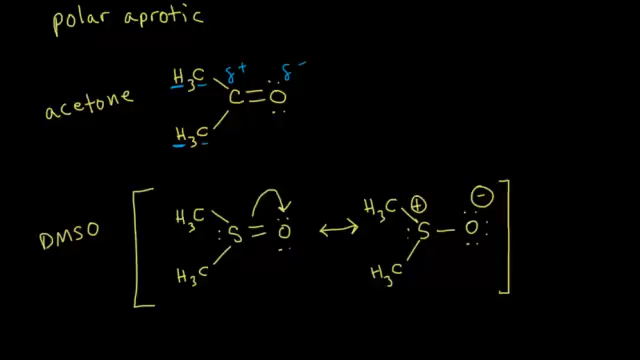 polar aprotic
H₃C δ+ δ−
acetone C=O
H₃C
H₃C H₃C + −
DMSO :S=O ↔ :S–O:
H₃C H₃C